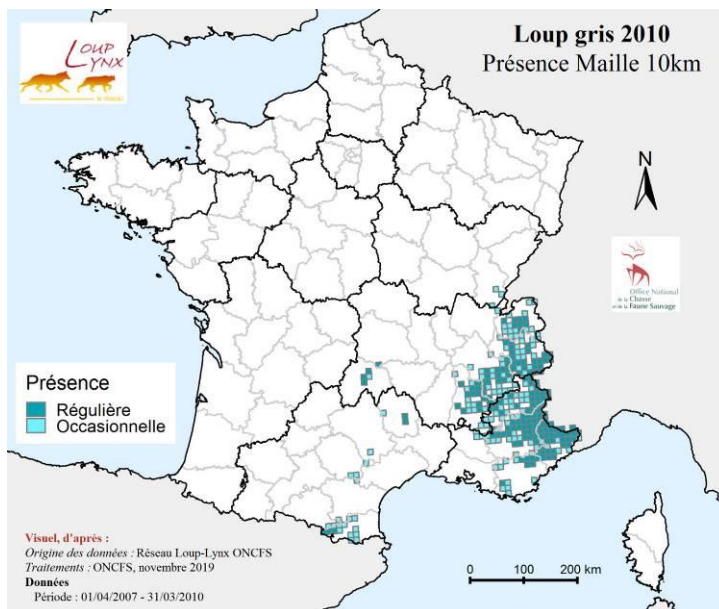 LOUP
LYNX
le réseau
Loup gris 2010
Présence Maille 10km
N
Office National
de la Chasse
et de la Faune Sauvage
Présence
Régulière
Occasionnelle
Visuel, d'après :
Origine des données : Réseau Loup-Lynx ONCFS
Traitements : ONCFS, novembre 2019
Données
Période : 01/04/2007 - 31/03/2010
0 100 200 km